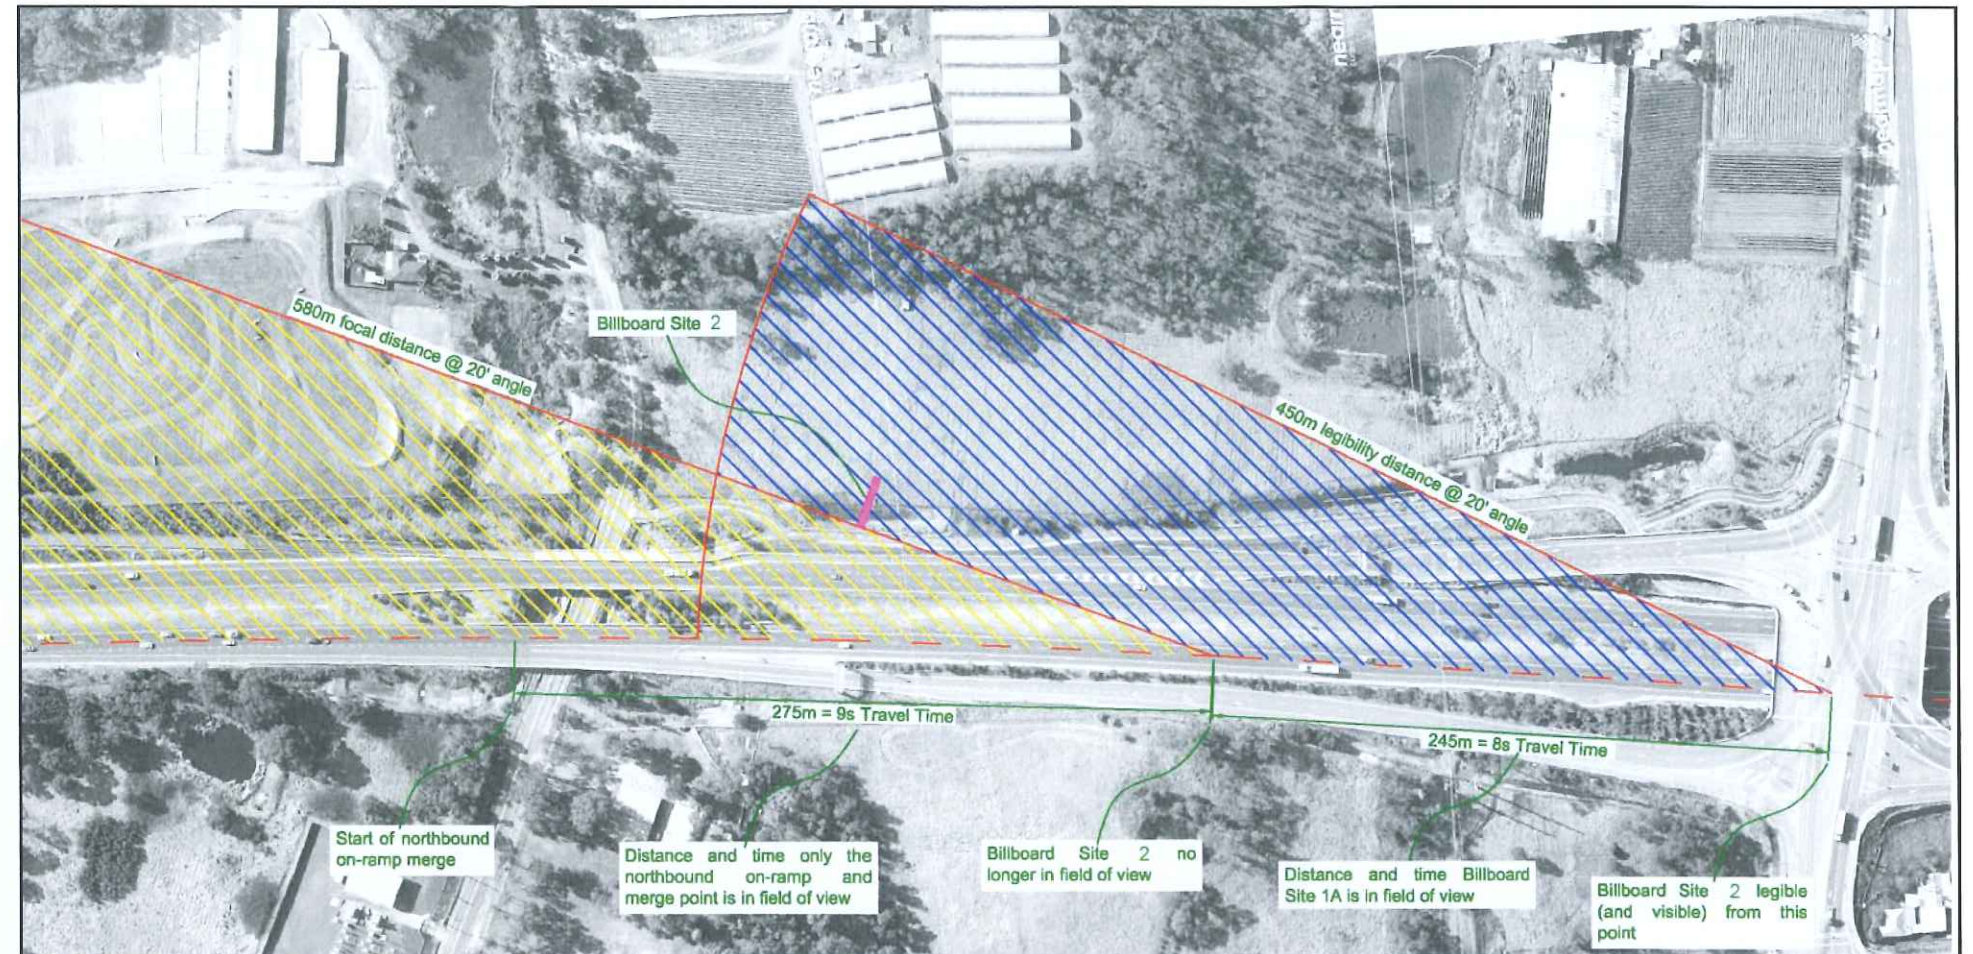 nearmap
580m focal distance @ 20' angle
Billboard Site 2
450m legibility distance @ 20' angle
275m = 9s Travel Time
245m = 8s Travel Time
Start of northbound
on-ramp merge
Distance and time only the
northbound on-ramp and
merge point is in field of view
Billboard Site 2 no
longer in field of view
Distance and time Billboard
Site 1A is in field of view
Billboard Site 2 legible
(and visible) from this
point